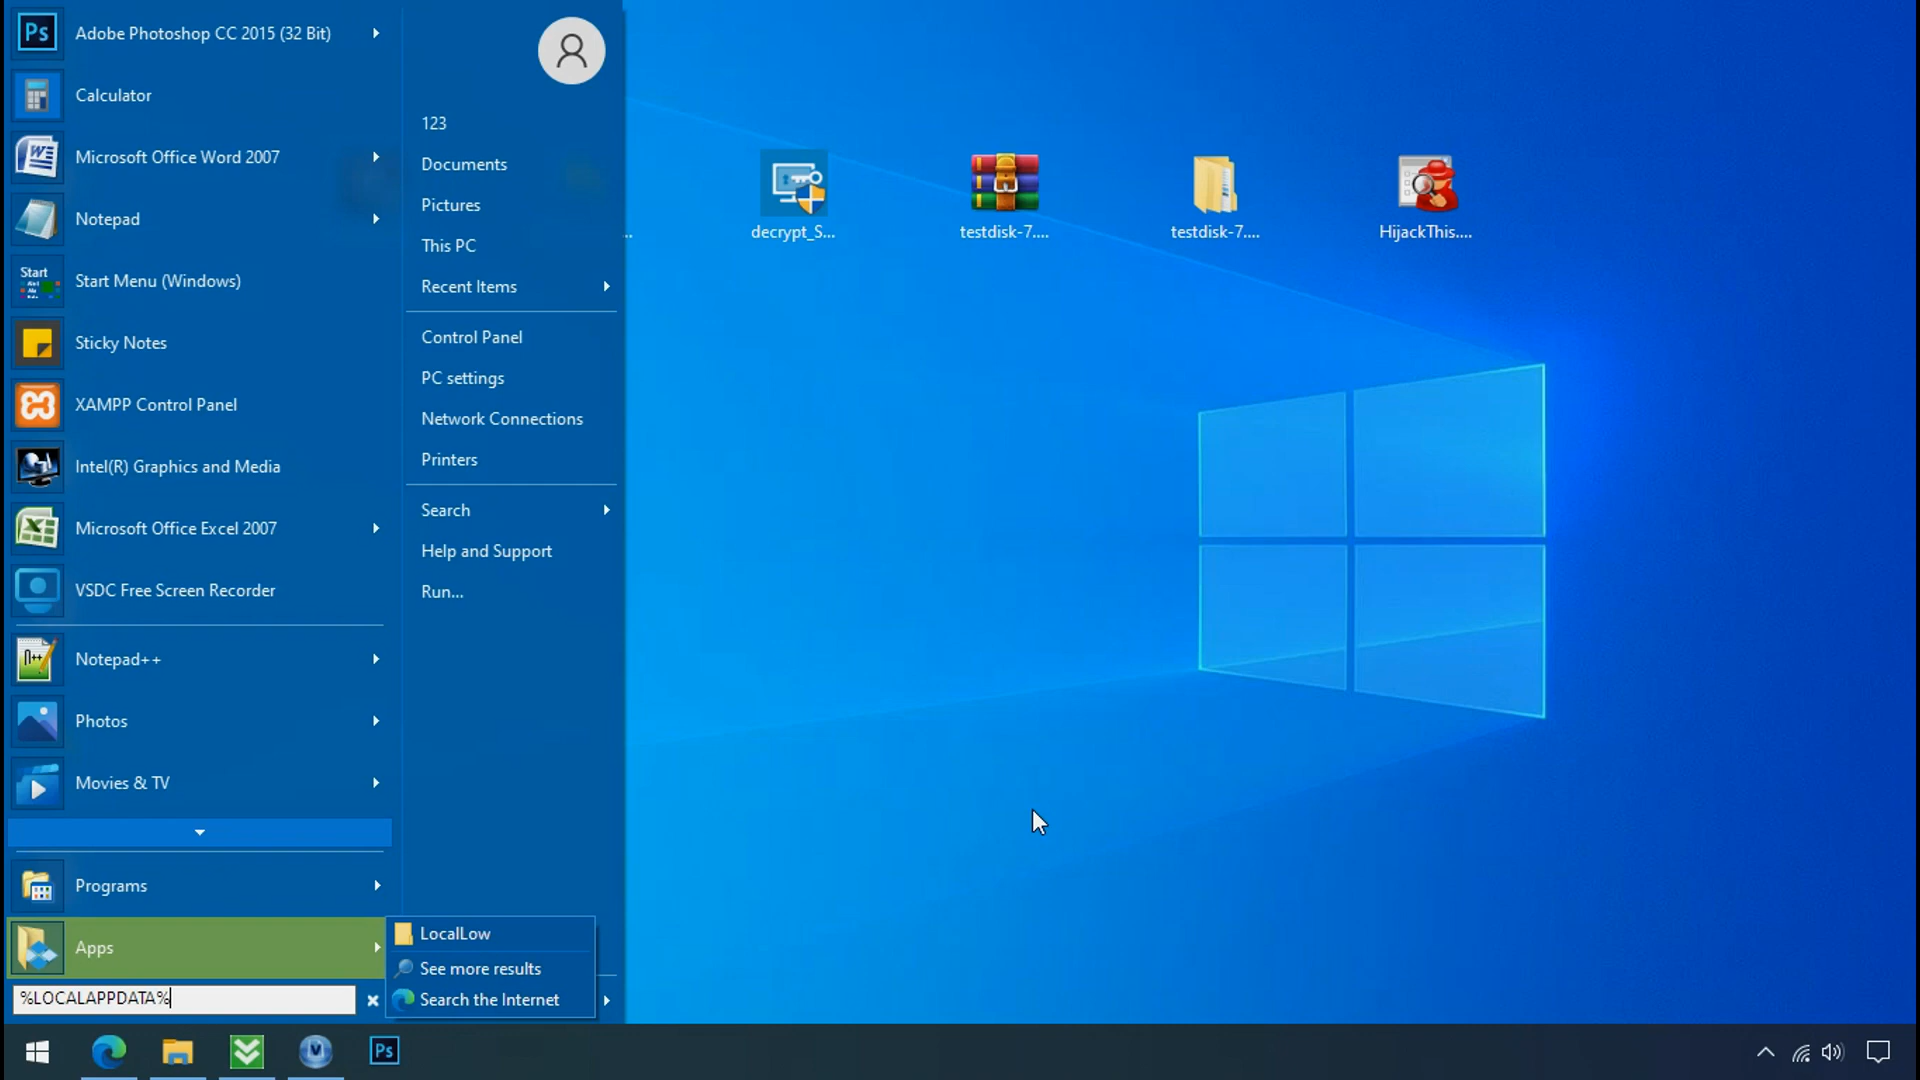 Adobe Photoshop CC 2015 (32 Bit)
Calculator
Microsoft Office Word 2007
Notepad
Start Menu (Windows)
Sticky Notes
XAMPP Control Panel
Intel(R) Graphics and Media
Microsoft Office Excel 2007
VSDC Free Screen Recorder
Notepad++
Photos
Movies & TV
Programs
Apps
%LOCALAPPDATA%
123
Documents
Pictures
This PC
Recent Items
Control Panel
PC settings
Network Connections
Printers
Search
Help and Support
Run...
LocalLow
See more results
Search the Internet
...
decrypt_S...
testdisk-7....
testdisk-7....
HijackThis....
Ps
Start
Ps